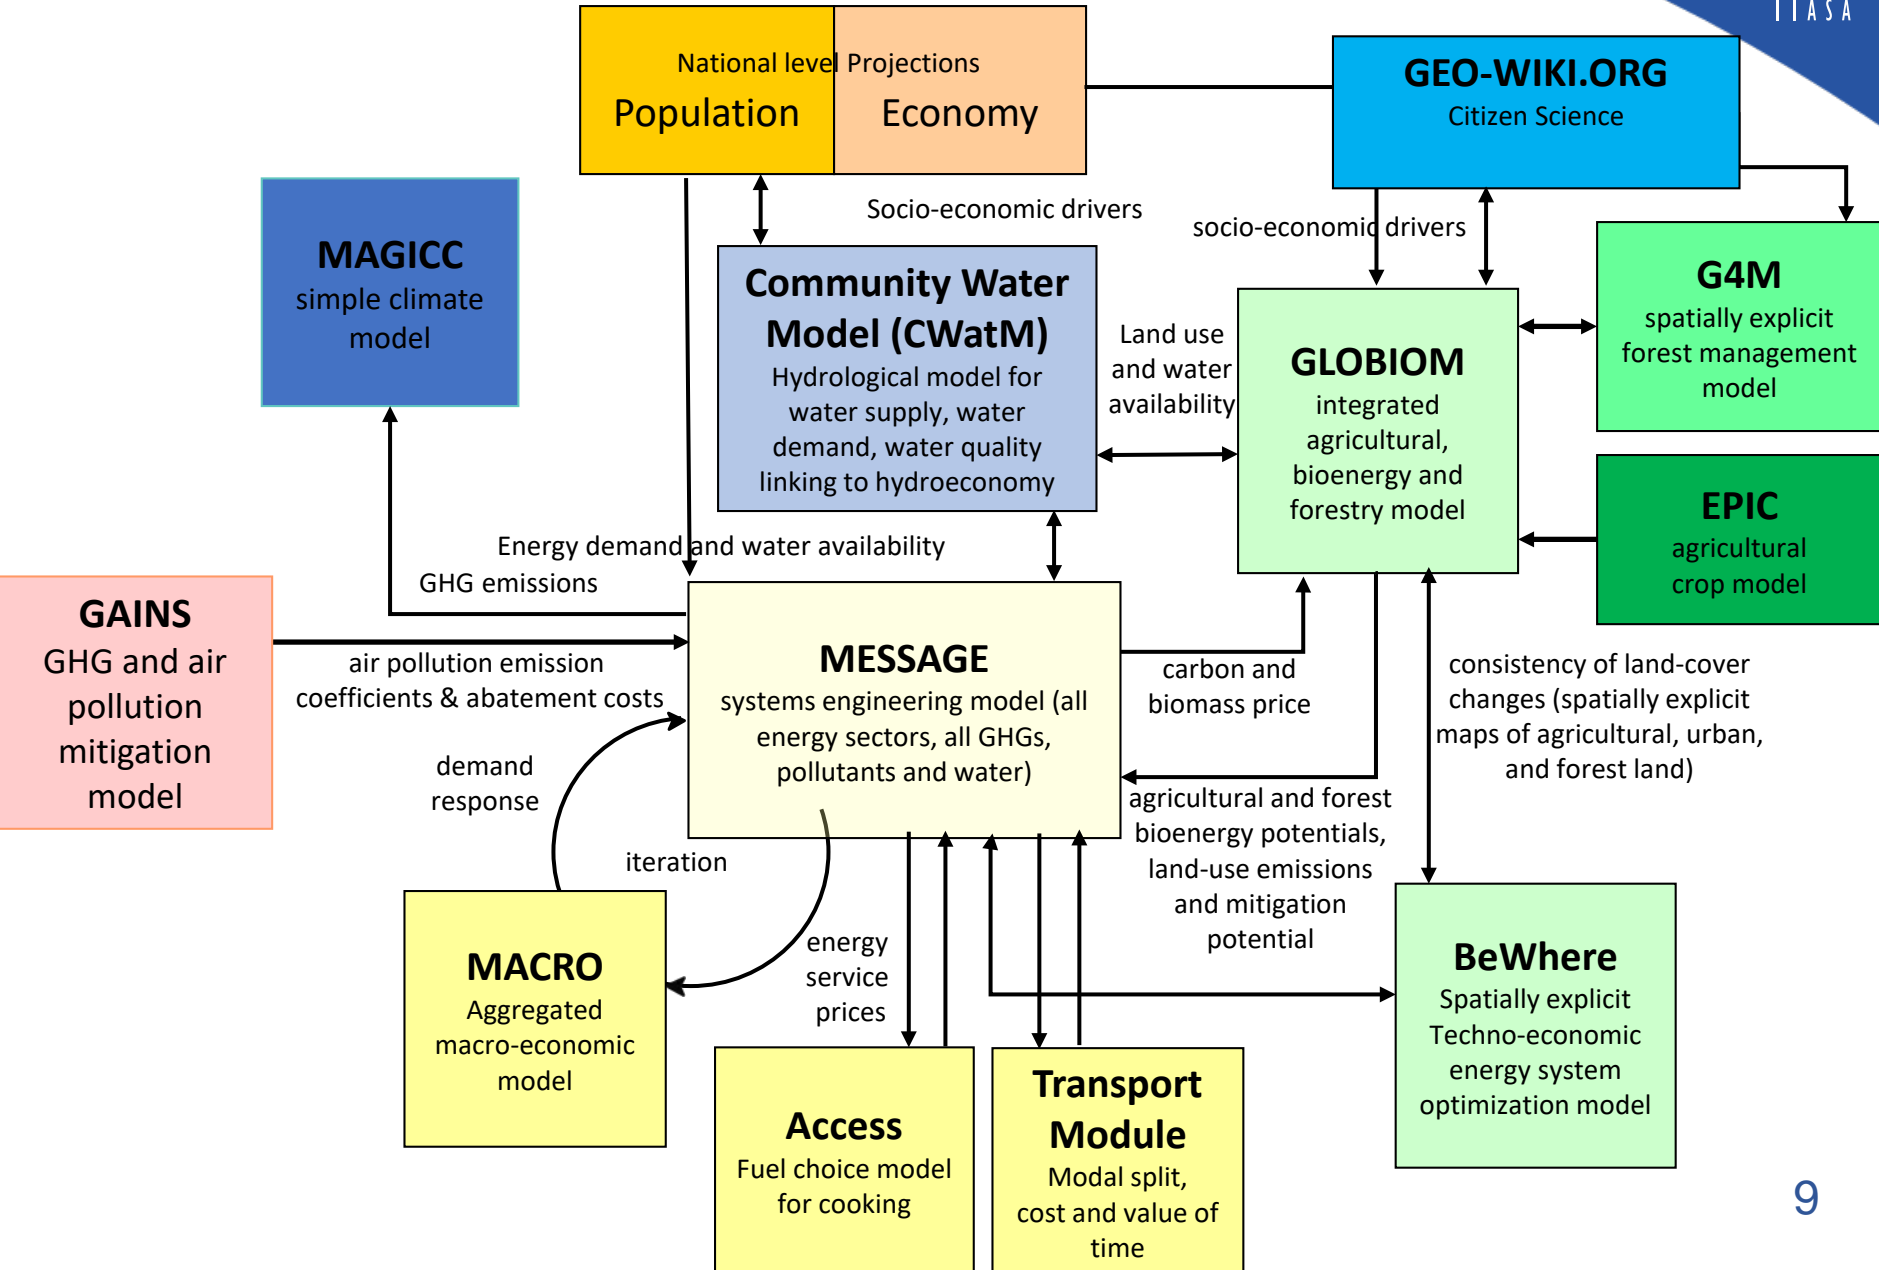 IIASA
National level Projections
Population
Economy
GEO-WIKI.ORG
Citizen Science
Socio-economic drivers
socio-economic drivers
MAGICC
simple climate
model
Community Water
Model (CWatM)
Hydrological model for
water supply, water
demand, water quality
linking to hydroeconomy
Land use
and water
availability
GLOBIOM
integrated
agricultural,
bioenergy and
forestry model
G4M
spatially explicit
forest management
model
EPIC
agricultural
crop model
Energy demand and water availability
GHG emissions
GAINS
GHG and air
pollution
mitigation
model
air pollution emission
coefficients & abatement costs
MESSAGE
systems engineering model (all
energy sectors, all GHGs,
pollutants and water)
carbon and
biomass price
consistency of land-cover
changes (spatially explicit
maps of agricultural, urban,
and forest land)
demand
response
iteration
agricultural and forest
bioenergy potentials,
land-use emissions
and mitigation
potential
energy
service
prices
MACRO
Aggregated
macro-economic
model
Access
Fuel choice model
for cooking
Transport
Module
Modal split,
cost and value of
time
BeWhere
Spatially explicit
Techno-economic
energy system
optimization model
9